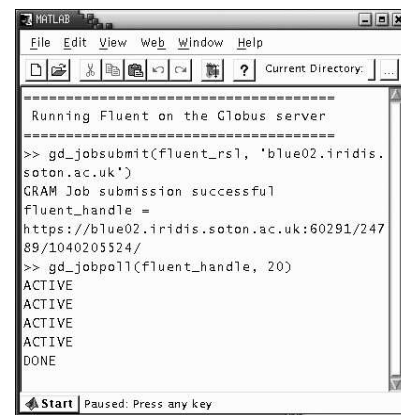 MATLAB
File Edit View Web Window Help
? Current Directory: ...
=====================================
Running Fluent on the Globus server
=====================================
>> gd_jobsubmit(fluent_rsl, 'blue02.iridis.
soton.ac.uk')
GRAM Job submission successful
fluent_handle =
https://blue02.iridis.soton.ac.uk:60291/247
89/1040205524/
>> gd_jobpoll(fluent_handle, 20)
ACTIVE
ACTIVE
ACTIVE
ACTIVE
DONE
Start Paused: Press any key